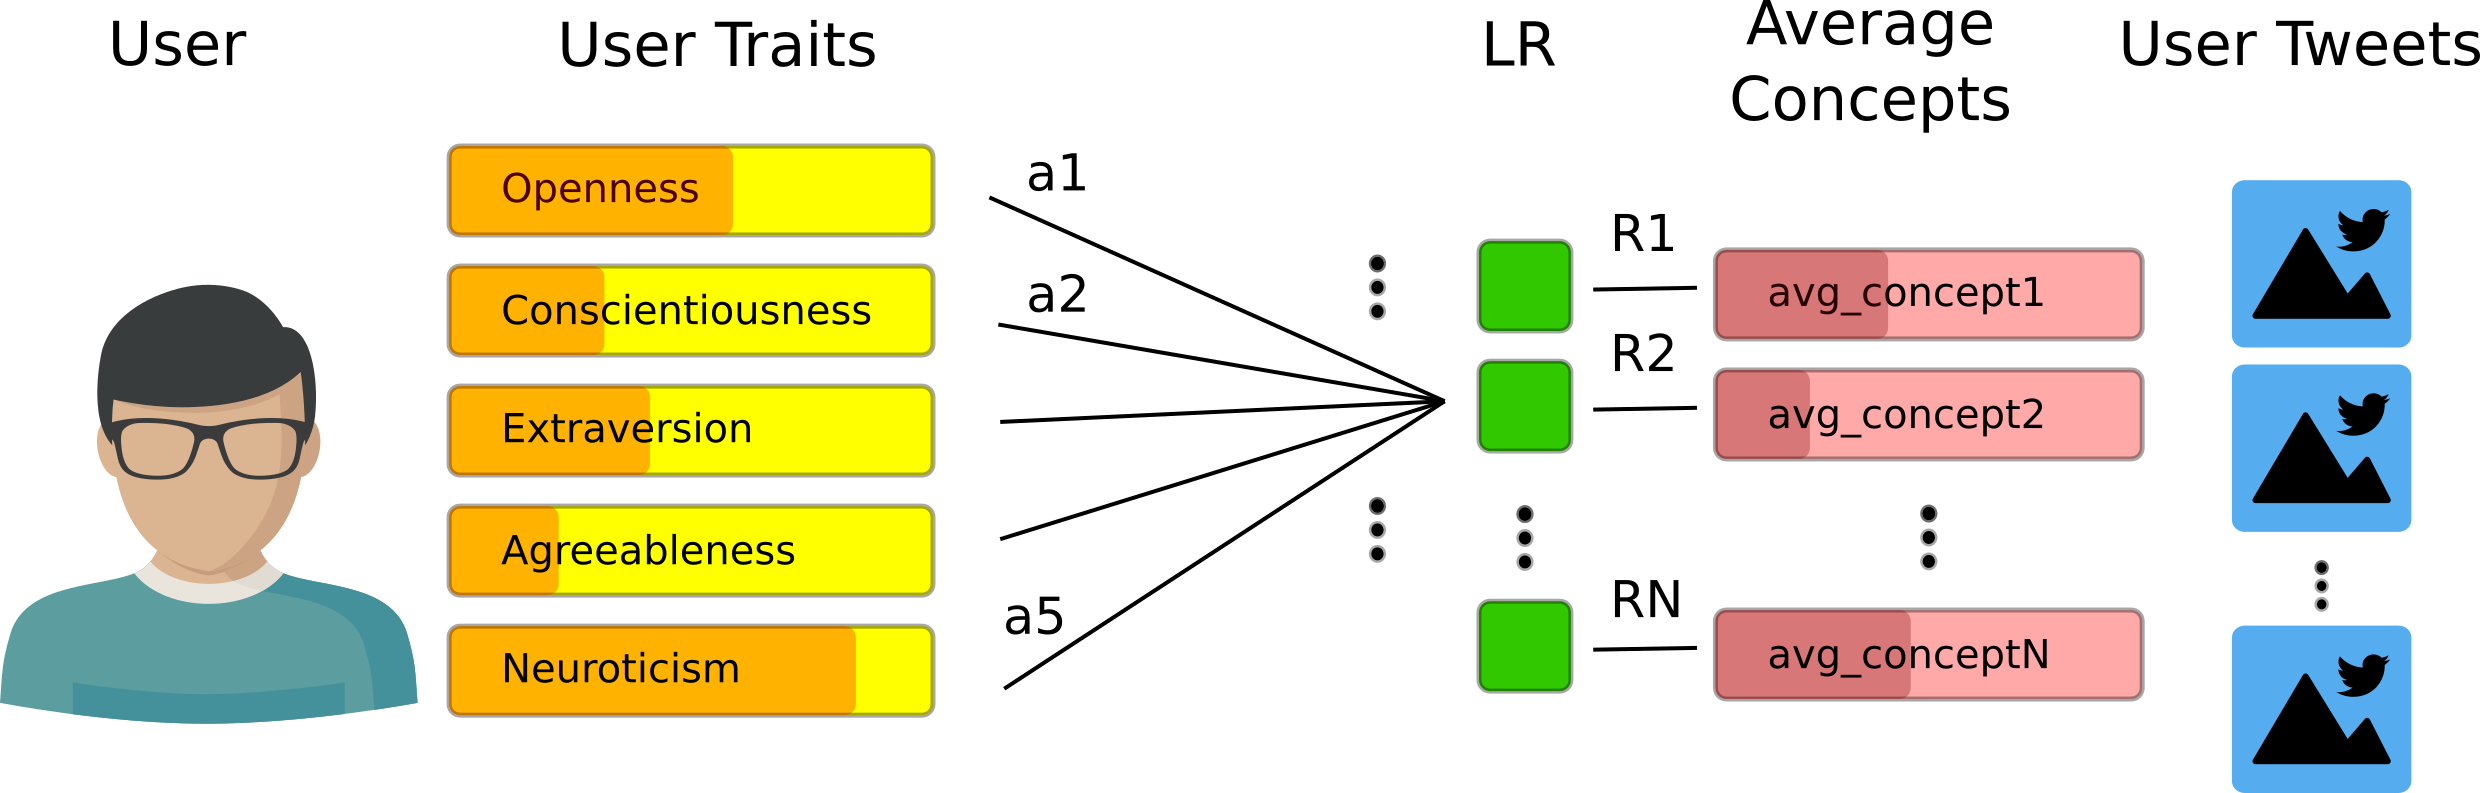 User
User Traits
LR
Average
Concepts
User Tweets
Openness
Conscientiousness
Extraversion
Agreeableness
Neuroticism
a1
a2
a5
R1
R2
RN
avg_concept1
avg_concept2
avg_conceptN